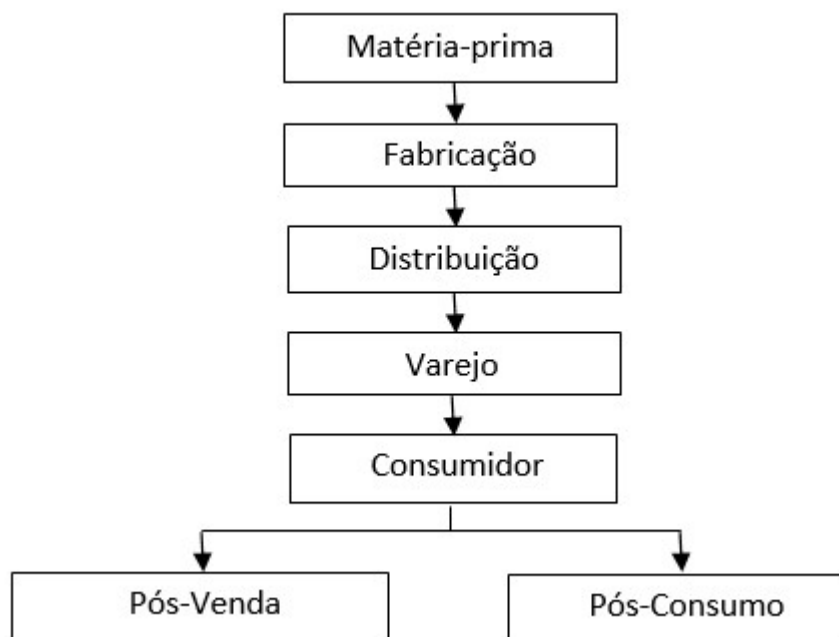 Matéria-prima
Fabricação
Distribuição
Varejo
Consumidor
Pós-Venda
Pós-Consumo